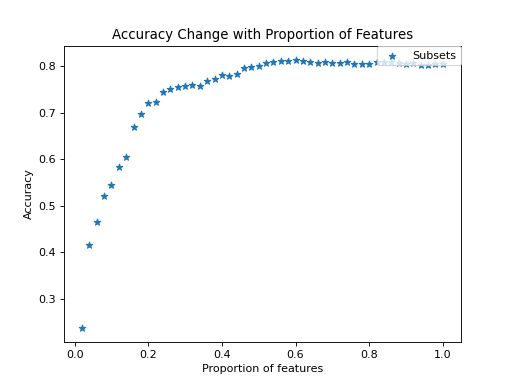 Accuracy Change with Proportion of Features
Subsets
0.8
0.7
0.6
0.5
0.4
0.3
Accuracy
0.0 0.2 0.4 0.6 0.8 1.0
Proportion of features